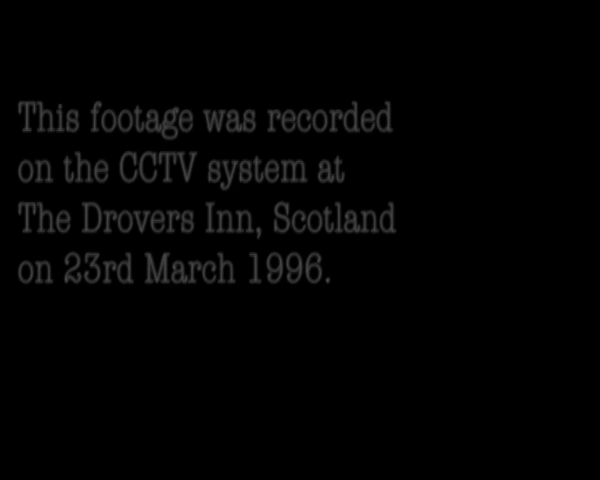 This footage was recorded
on the CCTV system at
The Drovers Inn, Scotland
on 23rd March 1996.